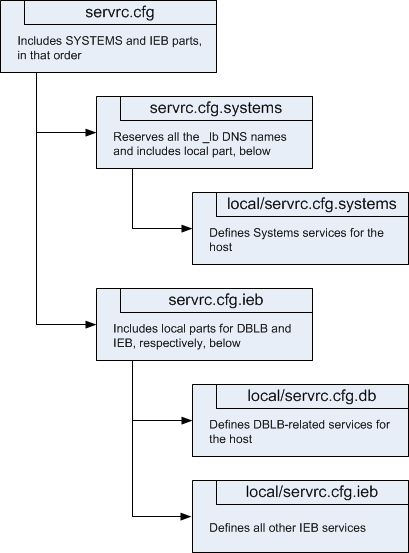 servrc.cfg
Includes SYSTEMS and IEB parts,
in that order
servrc.cfg.systems
Reserves all the _lb DNS names
and includes local part, below
local/servrc.cfg.systems
Defines Systems services for the
host
servrc.cfg.ieb
Includes local parts for DBLB and
IEB, respectively, below
local/servrc.cfg.db
Defines DBLB-related services for
the host
local/servrc.cfg.ieb
Defines all other IEB services